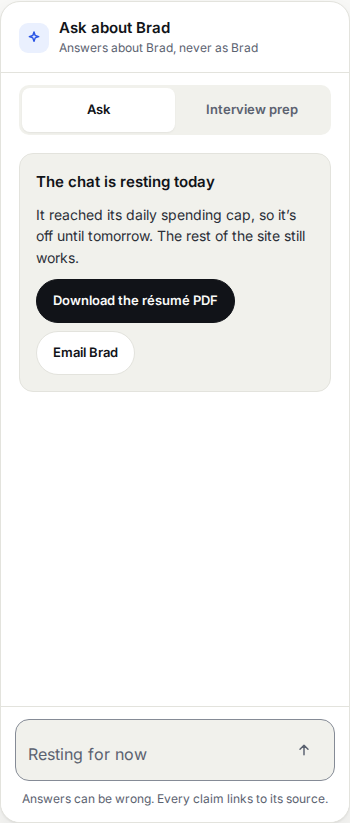 Ask about Brad
Answers about Brad, never as Brad
Ask
Interview prep
The chat is resting today
It reached its daily spending cap, so it’s
off until tomorrow. The rest of the site still
works.
Download the résumé PDF
Email Brad
Resting for now
Answers can be wrong. Every claim links to its source.